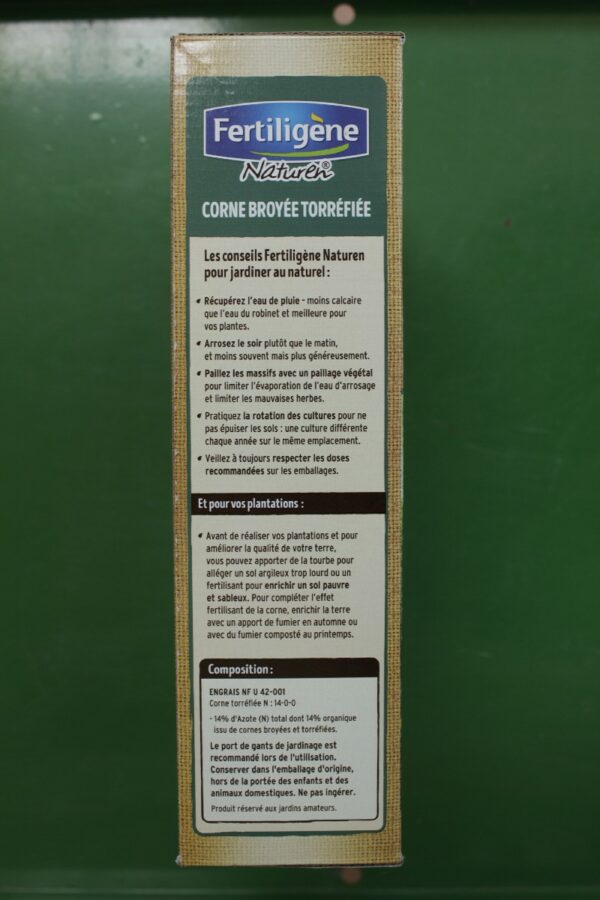 Fertiligène
Naturen®
CORNE BROYÉE TORRÉFIÉE
Les conseils Fertiligène Naturen
pour jardiner au naturel :
Récupérez l'eau de pluie - moins calcaire
que l'eau du robinet et meilleure pour
vos plantes.
Arrosez le soir plutôt que le matin,
et moins souvent mais plus généreusement.
Paillez les massifs avec un paillage végétal
pour limiter l'évaporation de l'eau d'arrosage
et limiter les mauvaises herbes.
Pratiquez la rotation des cultures pour ne
pas épuiser les sols : une culture différente
chaque année sur le même emplacement.
Veillez à toujours respecter les doses
recommandées sur les emballages.
Et pour vos plantations :
Avant de réaliser vos plantations et pour
améliorer la qualité de votre terre,
vous pouvez apporter de la tourbe pour
alléger un sol argileux trop lourd ou un
fertilisant pour enrichir un sol pauvre
et sableux. Pour compléter l'effet
fertilisant de la corne, enrichir la terre
avec un apport de fumier en automne ou
avec du fumier composté au printemps.
Composition :
ENGRAIS NF U 42-001
Corne torréfiée N : 14-0-0
- 14% d'Azote (N) total dont 14% organique
issu de cornes broyées et torréfiées.
Le port de gants de jardinage est
recommandé lors de l'utilisation.
Conserver dans l'emballage d'origine,
hors de la portée des enfants et des
animaux domestiques. Ne pas ingérer.
Produit réservé aux jardins amateurs.